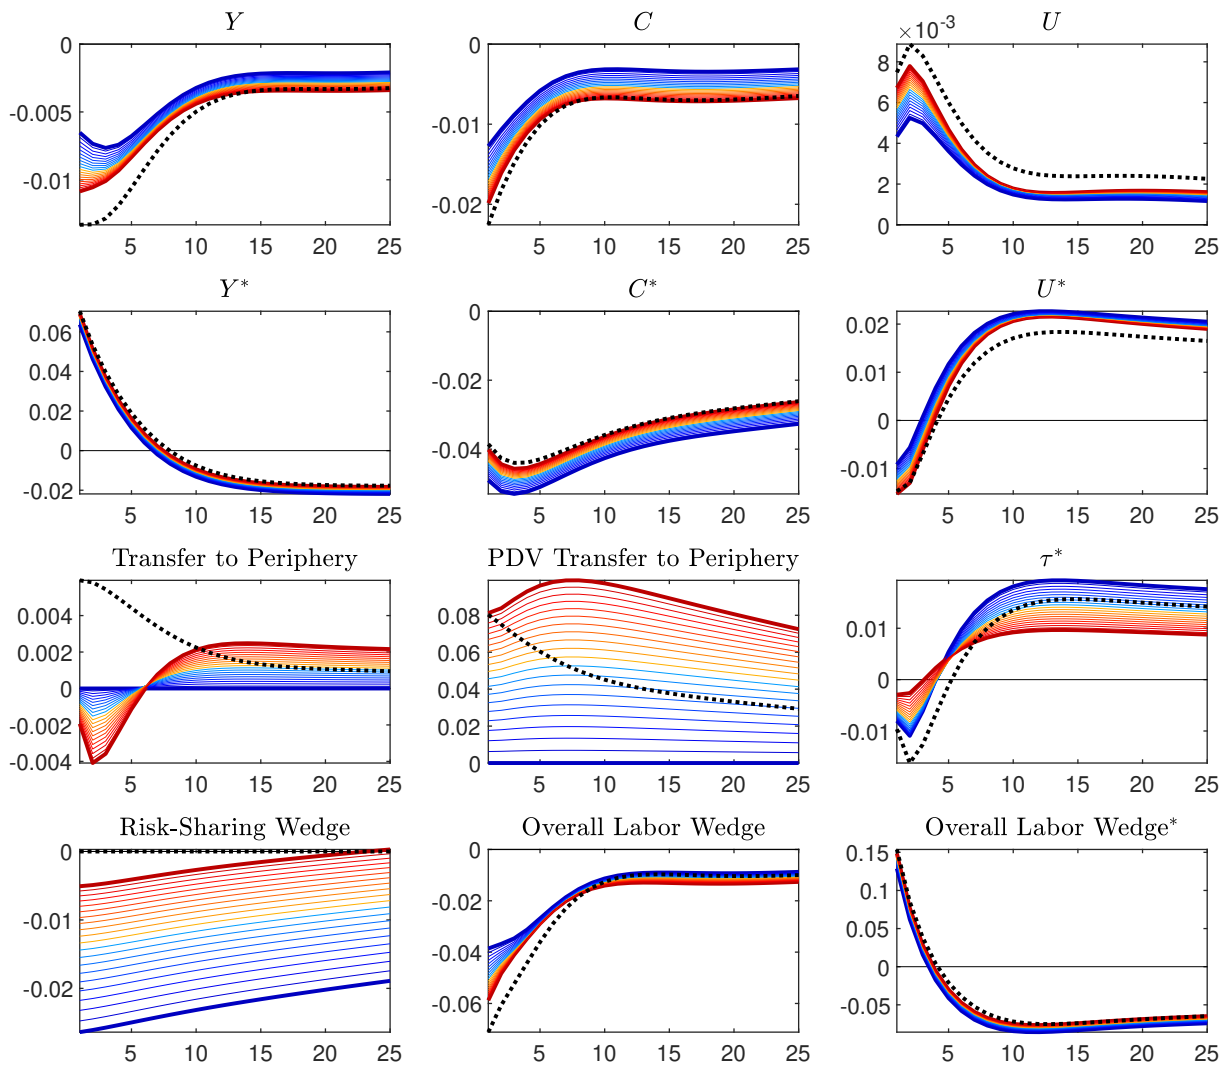 Y C U
×10⁻³
0 0 8
-0.005 -0.01 6
-0.01 -0.02 4
2
0
5 10 15 20 25 5 10 15 20 25 5 10 15 20 25
Y* C* U*
0.06 0 0.02
0.04 -0.02 0.01
0.02 -0.04 0
0 -0.01
-0.02
5 10 15 20 25 5 10 15 20 25 5 10 15 20 25
Transfer to Periphery PDV Transfer to Periphery τ*
0.004 0.08 0.01
0.002 0.06 0
0 0.04 -0.01
-0.002 0.02
-0.004 0
5 10 15 20 25 5 10 15 20 25 5 10 15 20 25
Risk-Sharing Wedge Overall Labor Wedge Overall Labor Wedge*
0 0 0.15
-0.01 -0.02 0.1
-0.02 -0.04 0.05
-0.06 0
-0.05
5 10 15 20 25 5 10 15 20 25 5 10 15 20 25